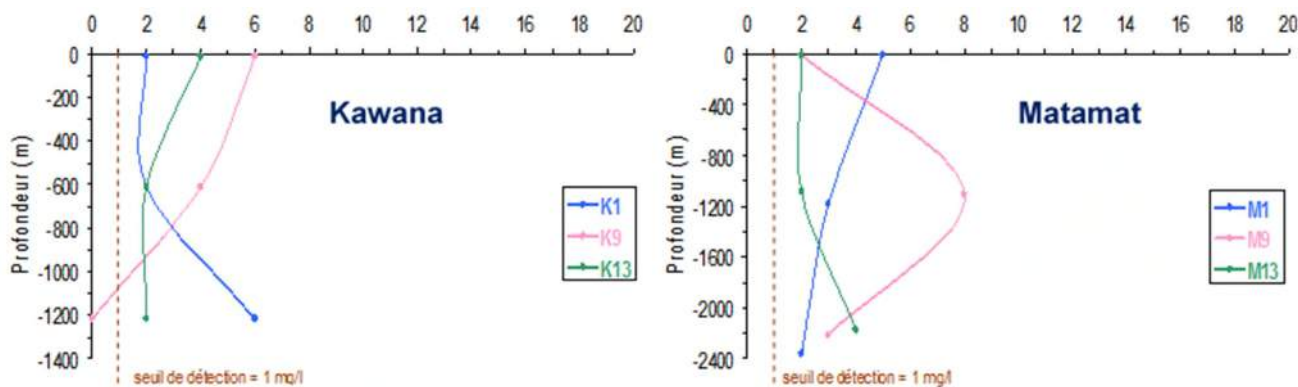 0 2 4 6 8 10 12 14 16 18 20
0
-200
-400
-600
-800
-1000
-1200
-1400
Profondeur (m)
Kawana
K1
K9
K13
seuil de détection = 1 mg/l
0 2 4 6 8 10 12 14 16 18 20
0
-400
-800
-1200
-1600
-2000
-2400
Profondeur (m)
Matamat
M1
M9
M13
seuil de détection = 1 mg/l